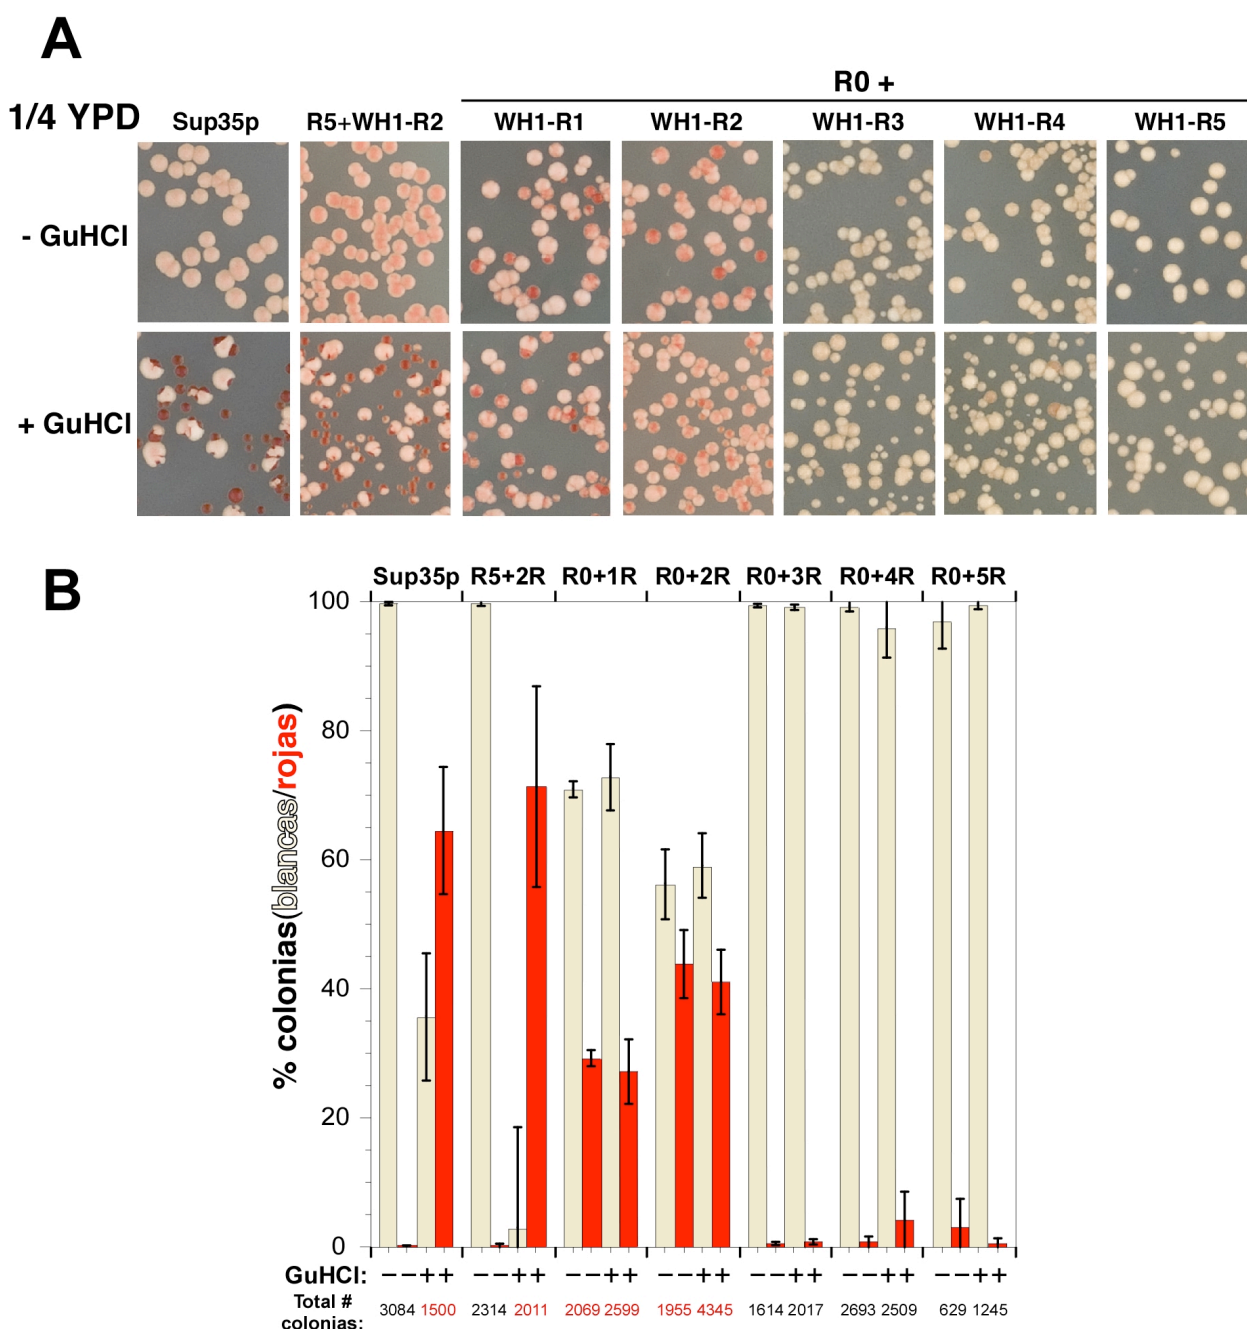 A
R0 +
1/4 YPD Sup35p R5+WH1-R2 WH1-R1 WH1-R2 WH1-R3 WH1-R4 WH1-R5
- GuHCl
+ GuHCl
B
Sup35p R5+2R R0+1R R0+2R R0+3R R0+4R R0+5R
100
80
60
40
20
0
% colonias(blancas/rojas)
GuHCl: − − + + − − + + − − + + − − + + − − + + − − + + − − + +
Total # 3084 1500 2314 2011 2069 2599 1955 4345 1614 2017 2693 2509 629 1245
colonias: